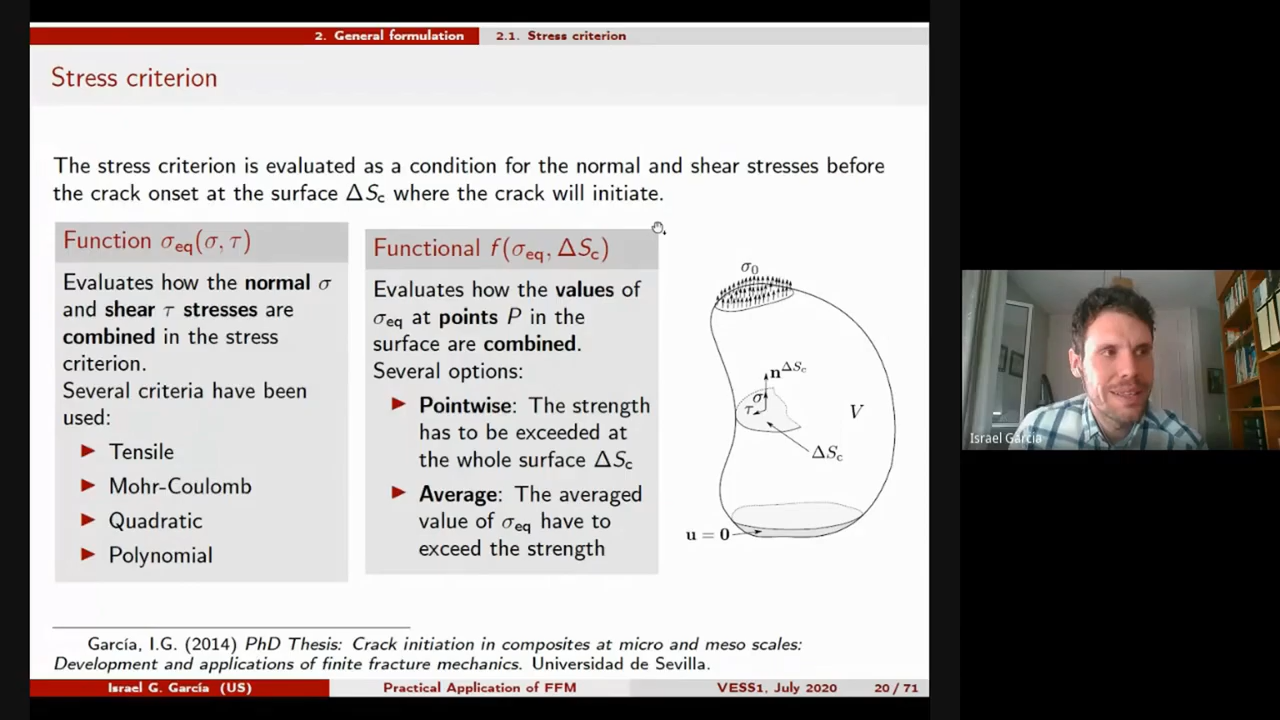 2. General formulation 2.1. Stress criterion
Stress criterion
The stress criterion is evaluated as a condition for the normal and shear stresses before
the crack onset at the surface ΔSc where the crack will initiate.
Function σeq(σ, τ)
Evaluates how the normal σ
and shear τ stresses are
combined in the stress
criterion.
Several criteria have been
used:
Tensile
Mohr-Coulomb
Quadratic
Polynomial
Functional f(σeq, ΔSc)
Evaluates how the values of
σeq at points P in the
surface are combined.
Several options:
Pointwise: The strength
has to be exceeded at
the whole surface ΔSc
Average: The averaged
value of σeq have to
exceed the strength
σ0
nΔSc
σ
τ
V
ΔSc
u = 0
García, I.G. (2014) PhD Thesis: Crack initiation in composites at micro and meso scales:
Development and applications of finite fracture mechanics. Universidad de Sevilla.
Israel G. García (US) Practical Application of FFM VESS1, July 2020 20 / 71
Israel Garcia